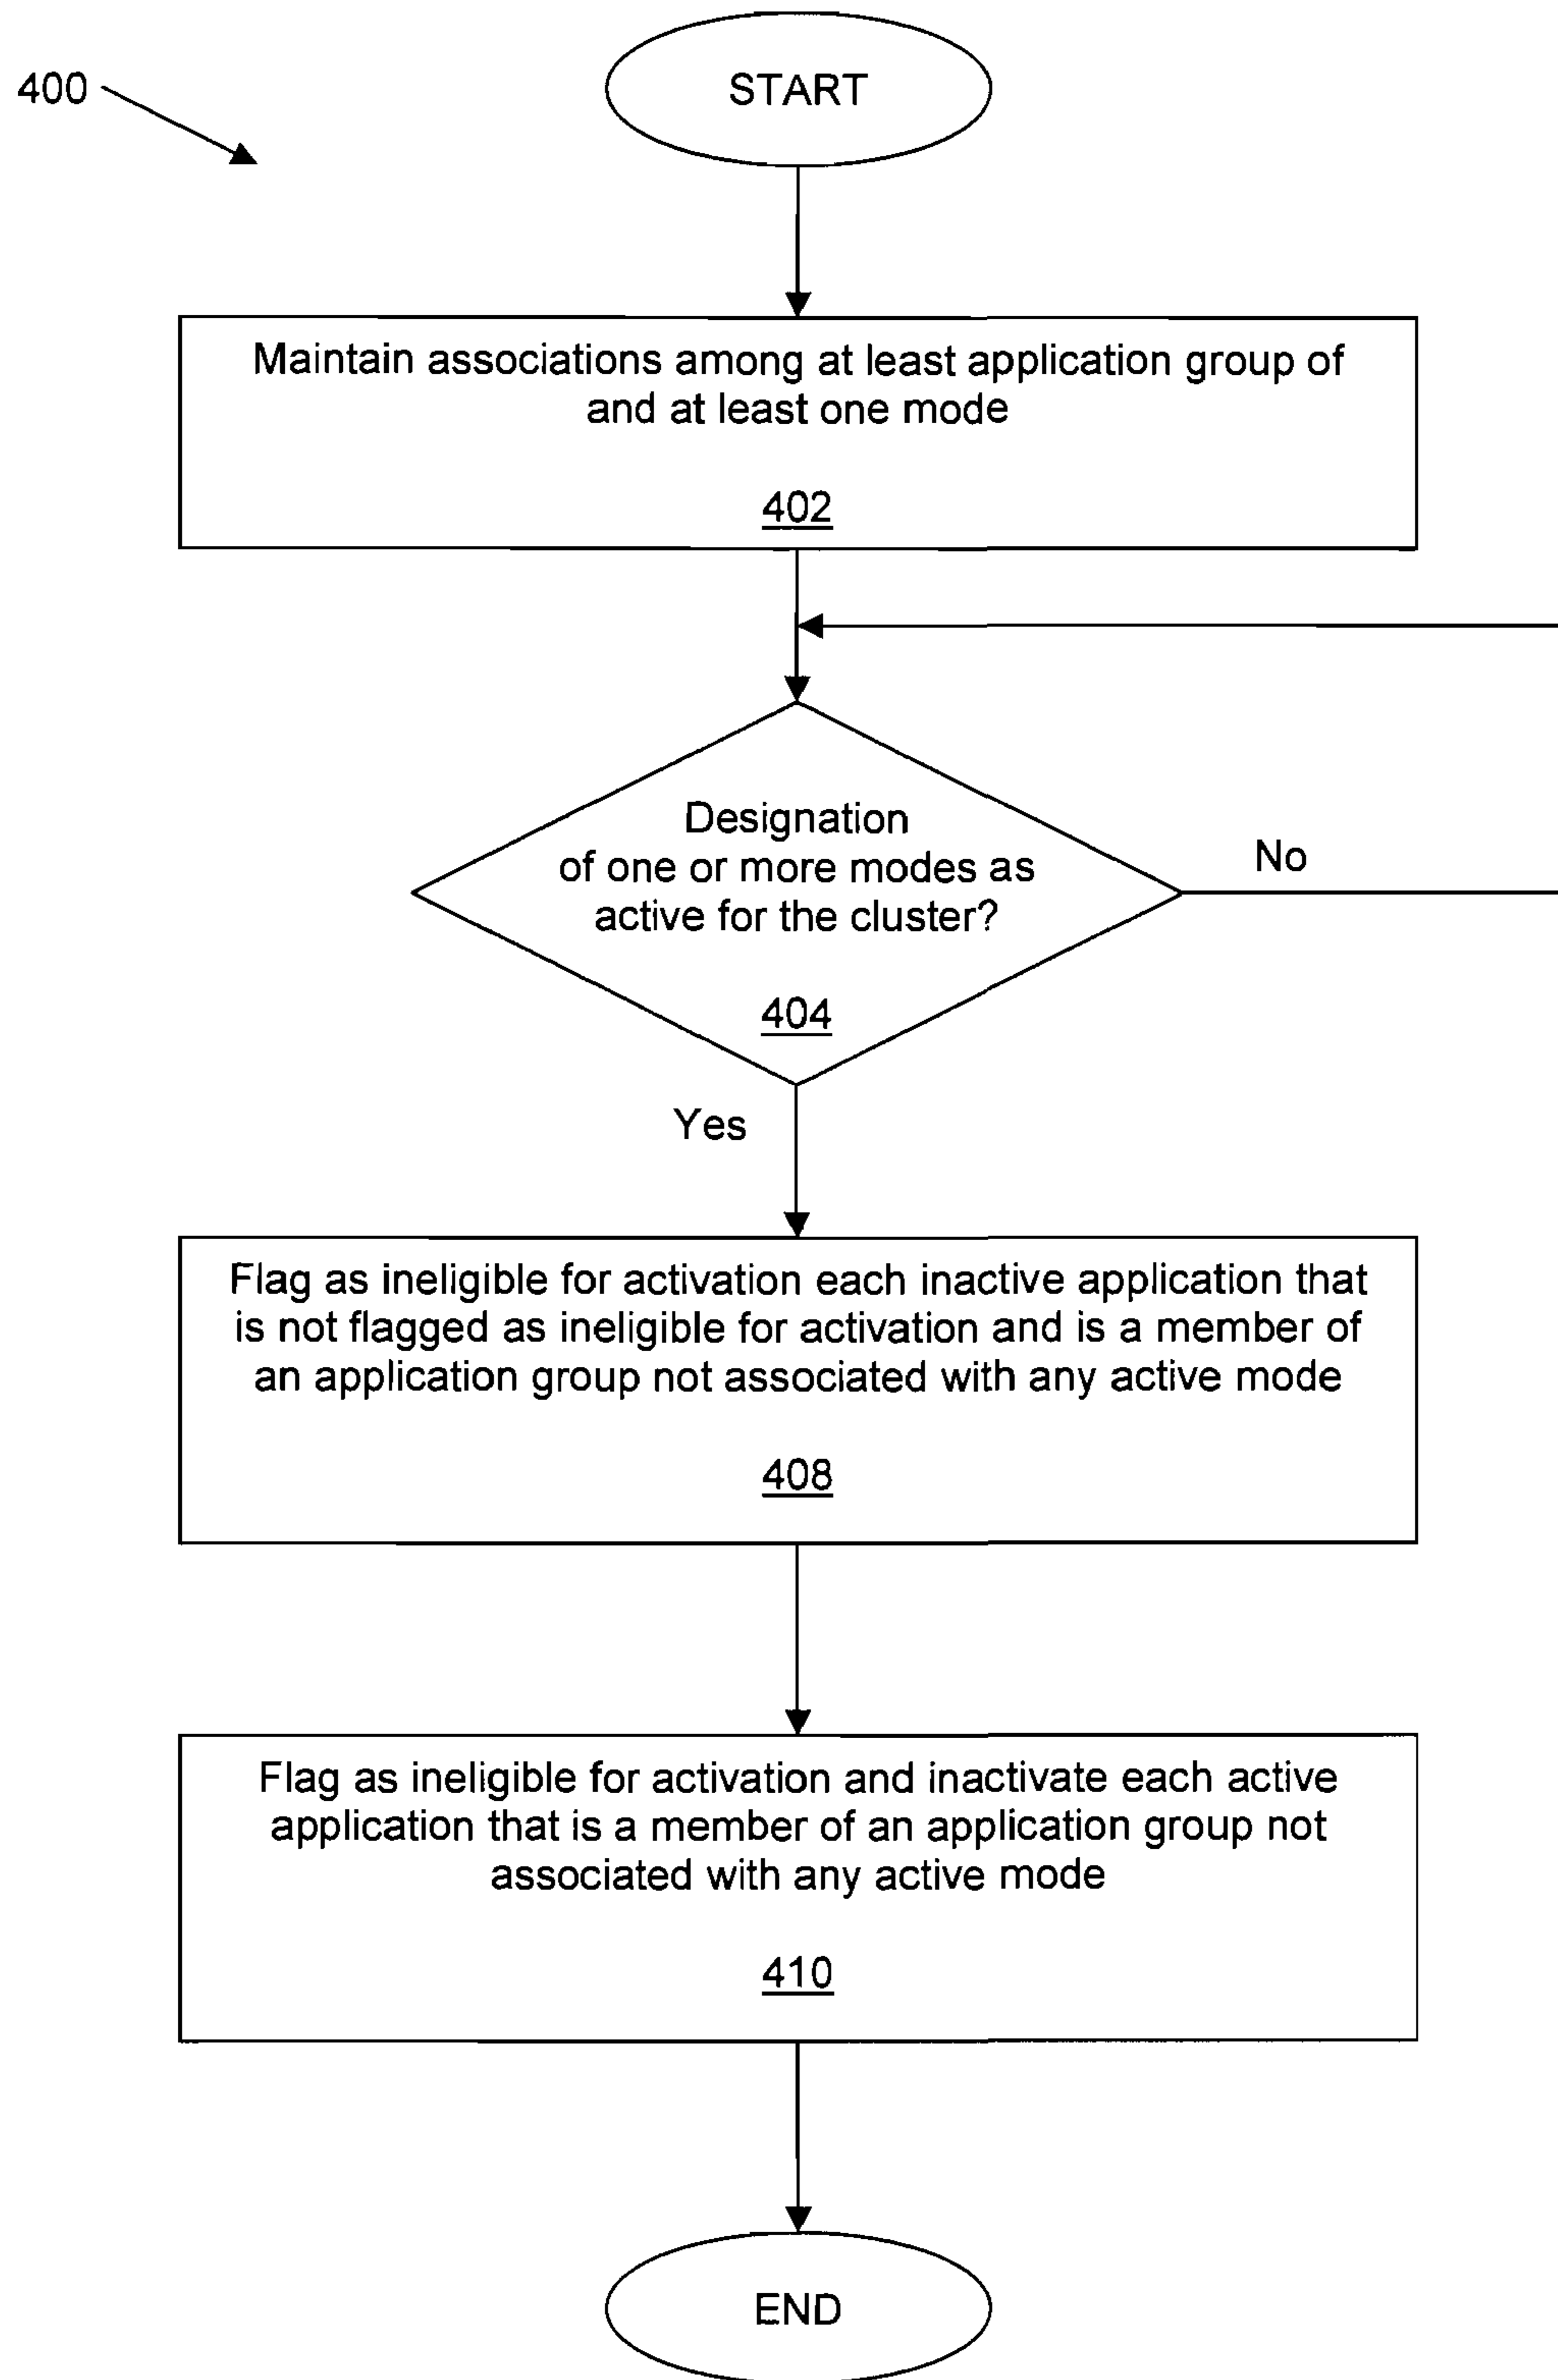 400
START
Maintain associations among at least application group of
and at least one mode
402
Designation
of one or more modes as
active for the cluster?
404
No
Yes
Flag as ineligible for activation each inactive application that
is not flagged as ineligible for activation and is a member of
an application group not associated with any active mode
408
Flag as ineligible for activation and inactivate each active
application that is a member of an application group not
associated with any active mode
410
END